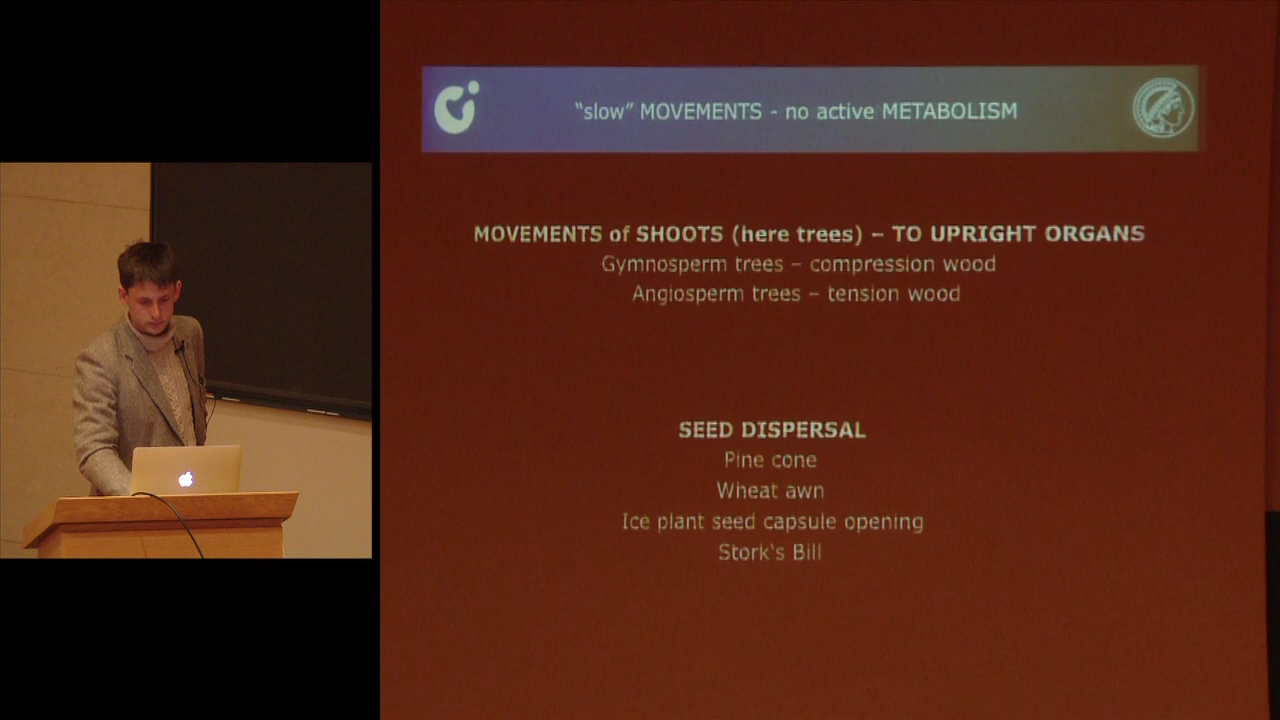 “slow” MOVEMENTS - no active METABOLISM
MOVEMENTS of SHOOTS (here trees) – TO UPRIGHT ORGANS
Gymnosperm trees – compression wood
Angiosperm trees – tension wood
SEED DISPERSAL
Pine cone
Wheat awn
Ice plant seed capsule opening
Stork's Bill